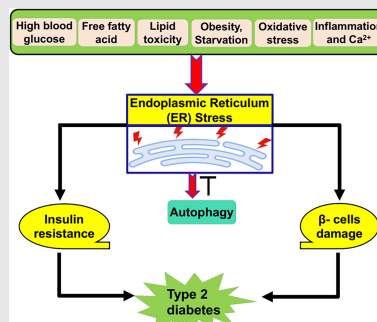 High blood
glucose
Free fatty
acid
Lipid
toxicity
Obesity,
Starvation
Oxidative
stress
Inflammation
and Ca²⁺
Endoplasmic Reticulum
(ER) Stress
Autophagy
Insulin
resistance
β- cells
damage
Type 2
diabetes